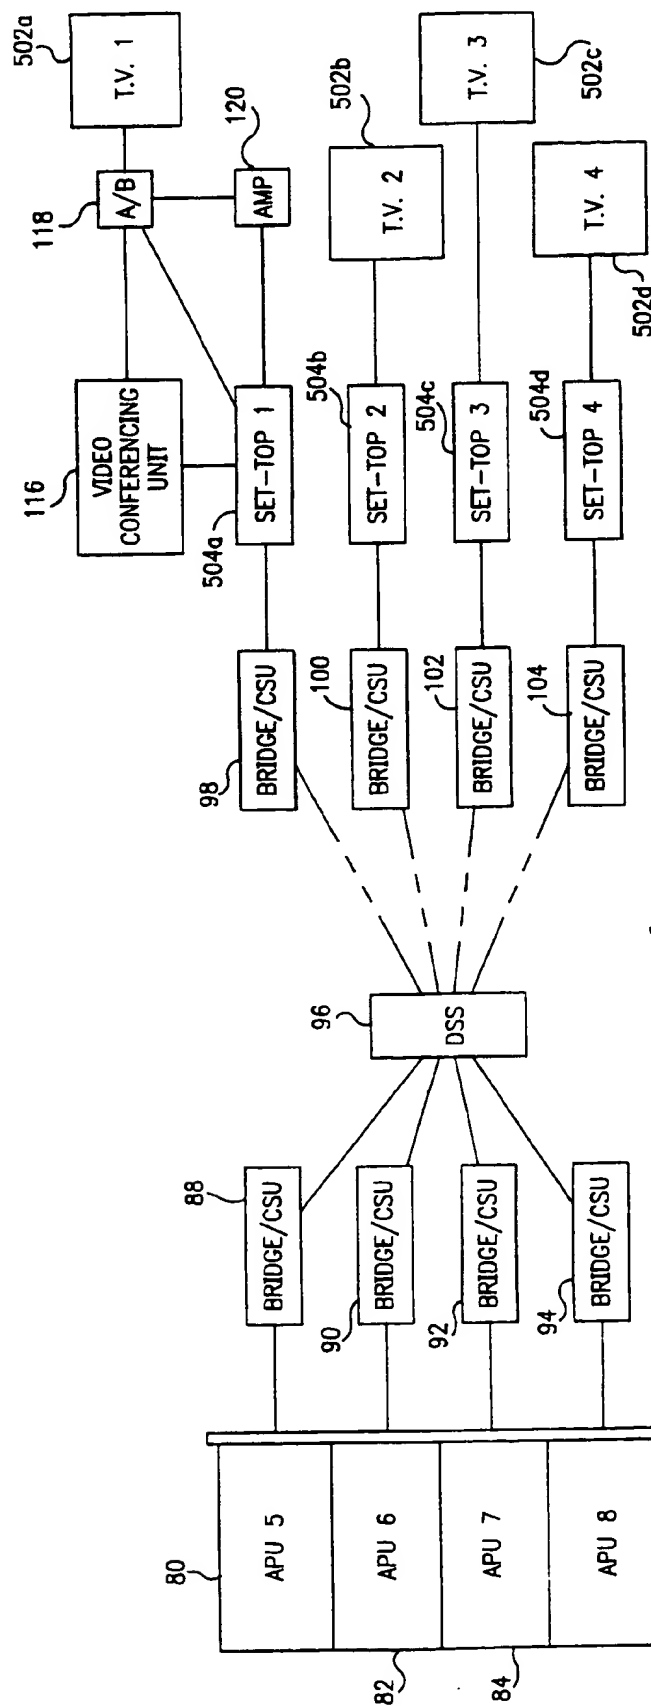 80
APU 5
82
APU 6
84
APU 7
APU 8
88
BRIDGE/CSU
90
BRIDGE/CSU
92
BRIDGE/CSU
94
BRIDGE/CSU
96
DSS
98
BRIDGE/CSU
100
BRIDGE/CSU
102
BRIDGE/CSU
104
BRIDGE/CSU
116
VIDEO
CONFERENCING
UNIT
504a
SET-TOP 1
504b
SET-TOP 2
504c
SET-TOP 3
504d
SET-TOP 4
118
A/B
120
AMP
502a
T.V. 1
502b
T.V. 2
502c
T.V. 3
502d
T.V. 4